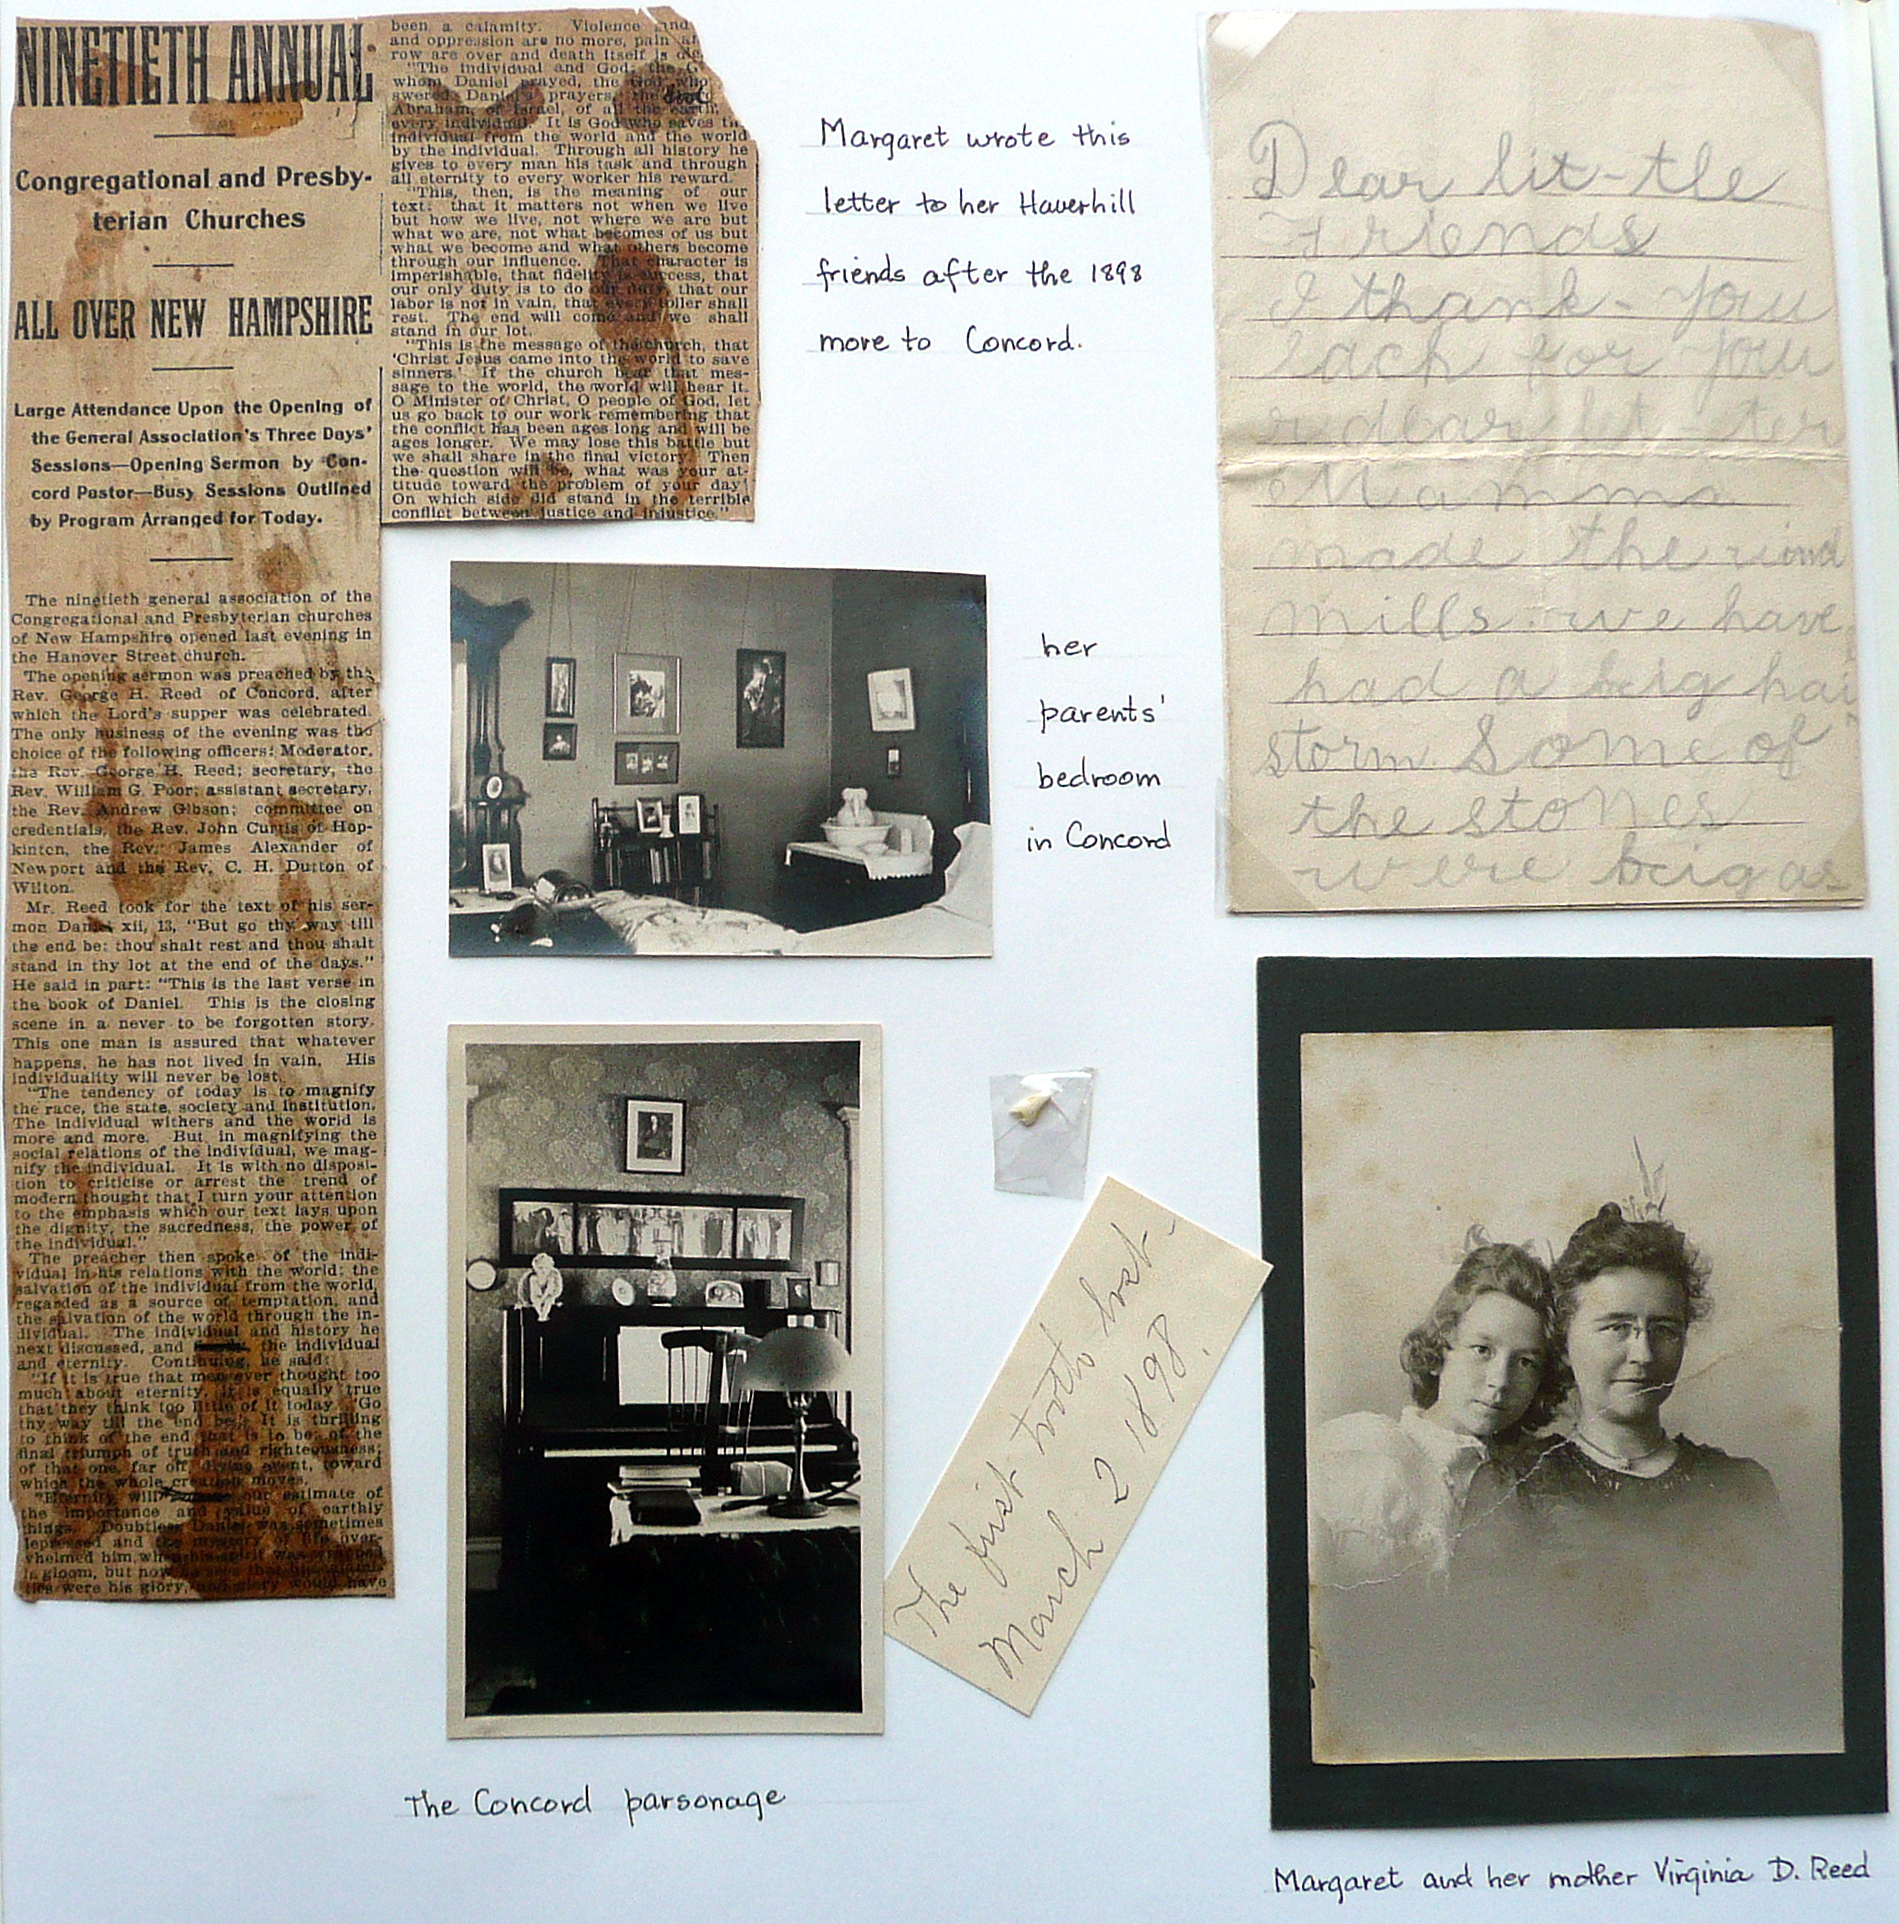 NINETIETH ANNUAL
Congregational and Presby-
terian Churches
ALL OVER NEW HAMPSHIRE
Large Attendance Upon the Opening of
the General Association's Three Days'
Sessions—Opening Sermon by Con-
cord Pastor—Busy Sessions Outlined
by Program Arranged for Today.
The ninetieth general association of the
Congregational and Presbyterian churches
of New Hampshire opened last evening in
the Hanover Street church.
The opening sermon was preached by the
Rev. George H. Reed of Concord, after
which the Lord's supper was celebrated.
The only business of the evening was the
choice of the following officers: Moderator,
the Rev. George H. Reed; secretary, the
Rev. William G. Poor; assistant secretary,
the Rev. Andrew Gibson; committee on
credentials, the Rev. John Curtis of Hop-
kinton, the Rev. James Alexander of
Newport and the Rev. C. H. Dutton of
Wilton.
Mr. Reed took for the text of his ser-
mon Daniel xii, 13, "But go thy way till
the end be: thou shalt rest and thou shalt
stand in thy lot at the end of the days."
He said in part: "This is the last verse in
the book of Daniel. This is the closing
scene in a never to be forgotten story.
This one man is assured that whatever
happens, he has not lived in vain. His
individuality will never be lost.
"The tendency of today is to magnify
the race, the state, society and institution.
The individual withers and the world is
more and more. But in magnifying the
social relations of the individual, we mag-
nify the individual. It is with no disposi-
tion to criticise or arrest the trend of
modern thought that I turn your attention
to the emphasis which our text lays upon
the dignity, the sacredness, the power of
the individual."
The preacher then spoke of the indi-
vidual in his relations with the world; the
salvation of the individual from the world,
regarded as a source of temptation, and
the salvation of the world through the in-
dividual. The individual and history he
next discussed, and the individual
and eternity. Continuing, he said:
"If it is true that men ever thought too
much about eternity, it is equally true
that they think too little of it today. 'Go
thy way till the end be.' It is thrilling
to think of the end that is to be; of the
final triumph of truth and righteousness;
of that one, far off, divine event, toward
which the whole creation moves.
"Eternity will our estimate of
the importance and value of earthly
things. Doubtless Daniel was sometimes
depressed and the mystery of life over-
whelmed him, when his spirit was wrapped
in gloom, but now
ties were his glory, and glory would have
been a calamity. Violence and
and oppression are no more, pain
row are over and death itself is
"The individual and God; the
whom Daniel prayed, the God who
swered Daniel's prayers, the
Abraham, of Israel, of all the earth,
every individual. It is God who saves the
individual from the world and the world
by the individual. Through all history he
gives to every man his task and through
all eternity to every worker his reward.
"This, then, is the meaning of our
text: that it matters not when we live
but how we live, not where we are but
what we are, not what becomes of us but
what we become and what others become
through our influence. That character is
imperishable, that fidelity is success, that
our only duty is to do our duty, that our
labor is not in vain, that every toiler shall
rest. The end will come and we shall
stand in our lot.
"This is the message of the church, that
'Christ Jesus came into the world to save
sinners.' If the church bear that mes-
sage to the world, the world will hear it.
O Minister of Christ, O people of God, let
us go back to our work remembering that
the conflict has been ages long and will be
ages longer. We may lose this battle but
we shall share in the final victory. Then
the question will be, what was your at-
titude toward the problem of your day?
On which side did stand in the terrible
conflict between justice and injustice."
Margaret wrote this
letter to her Haverhill
friends after the 1898
move to Concord.
Dear lit-tle
Friends
I thank-you
each for you
r dear let-ter
Mamma
made the wind
mills. we have
had a beig hai
storm. Some of
the stones
were beig as
her
parents'
bedroom
in Concord
The first tooth lost-
March 2 1898.
The Concord parsonage
Margaret and her mother Virginia D. Reed